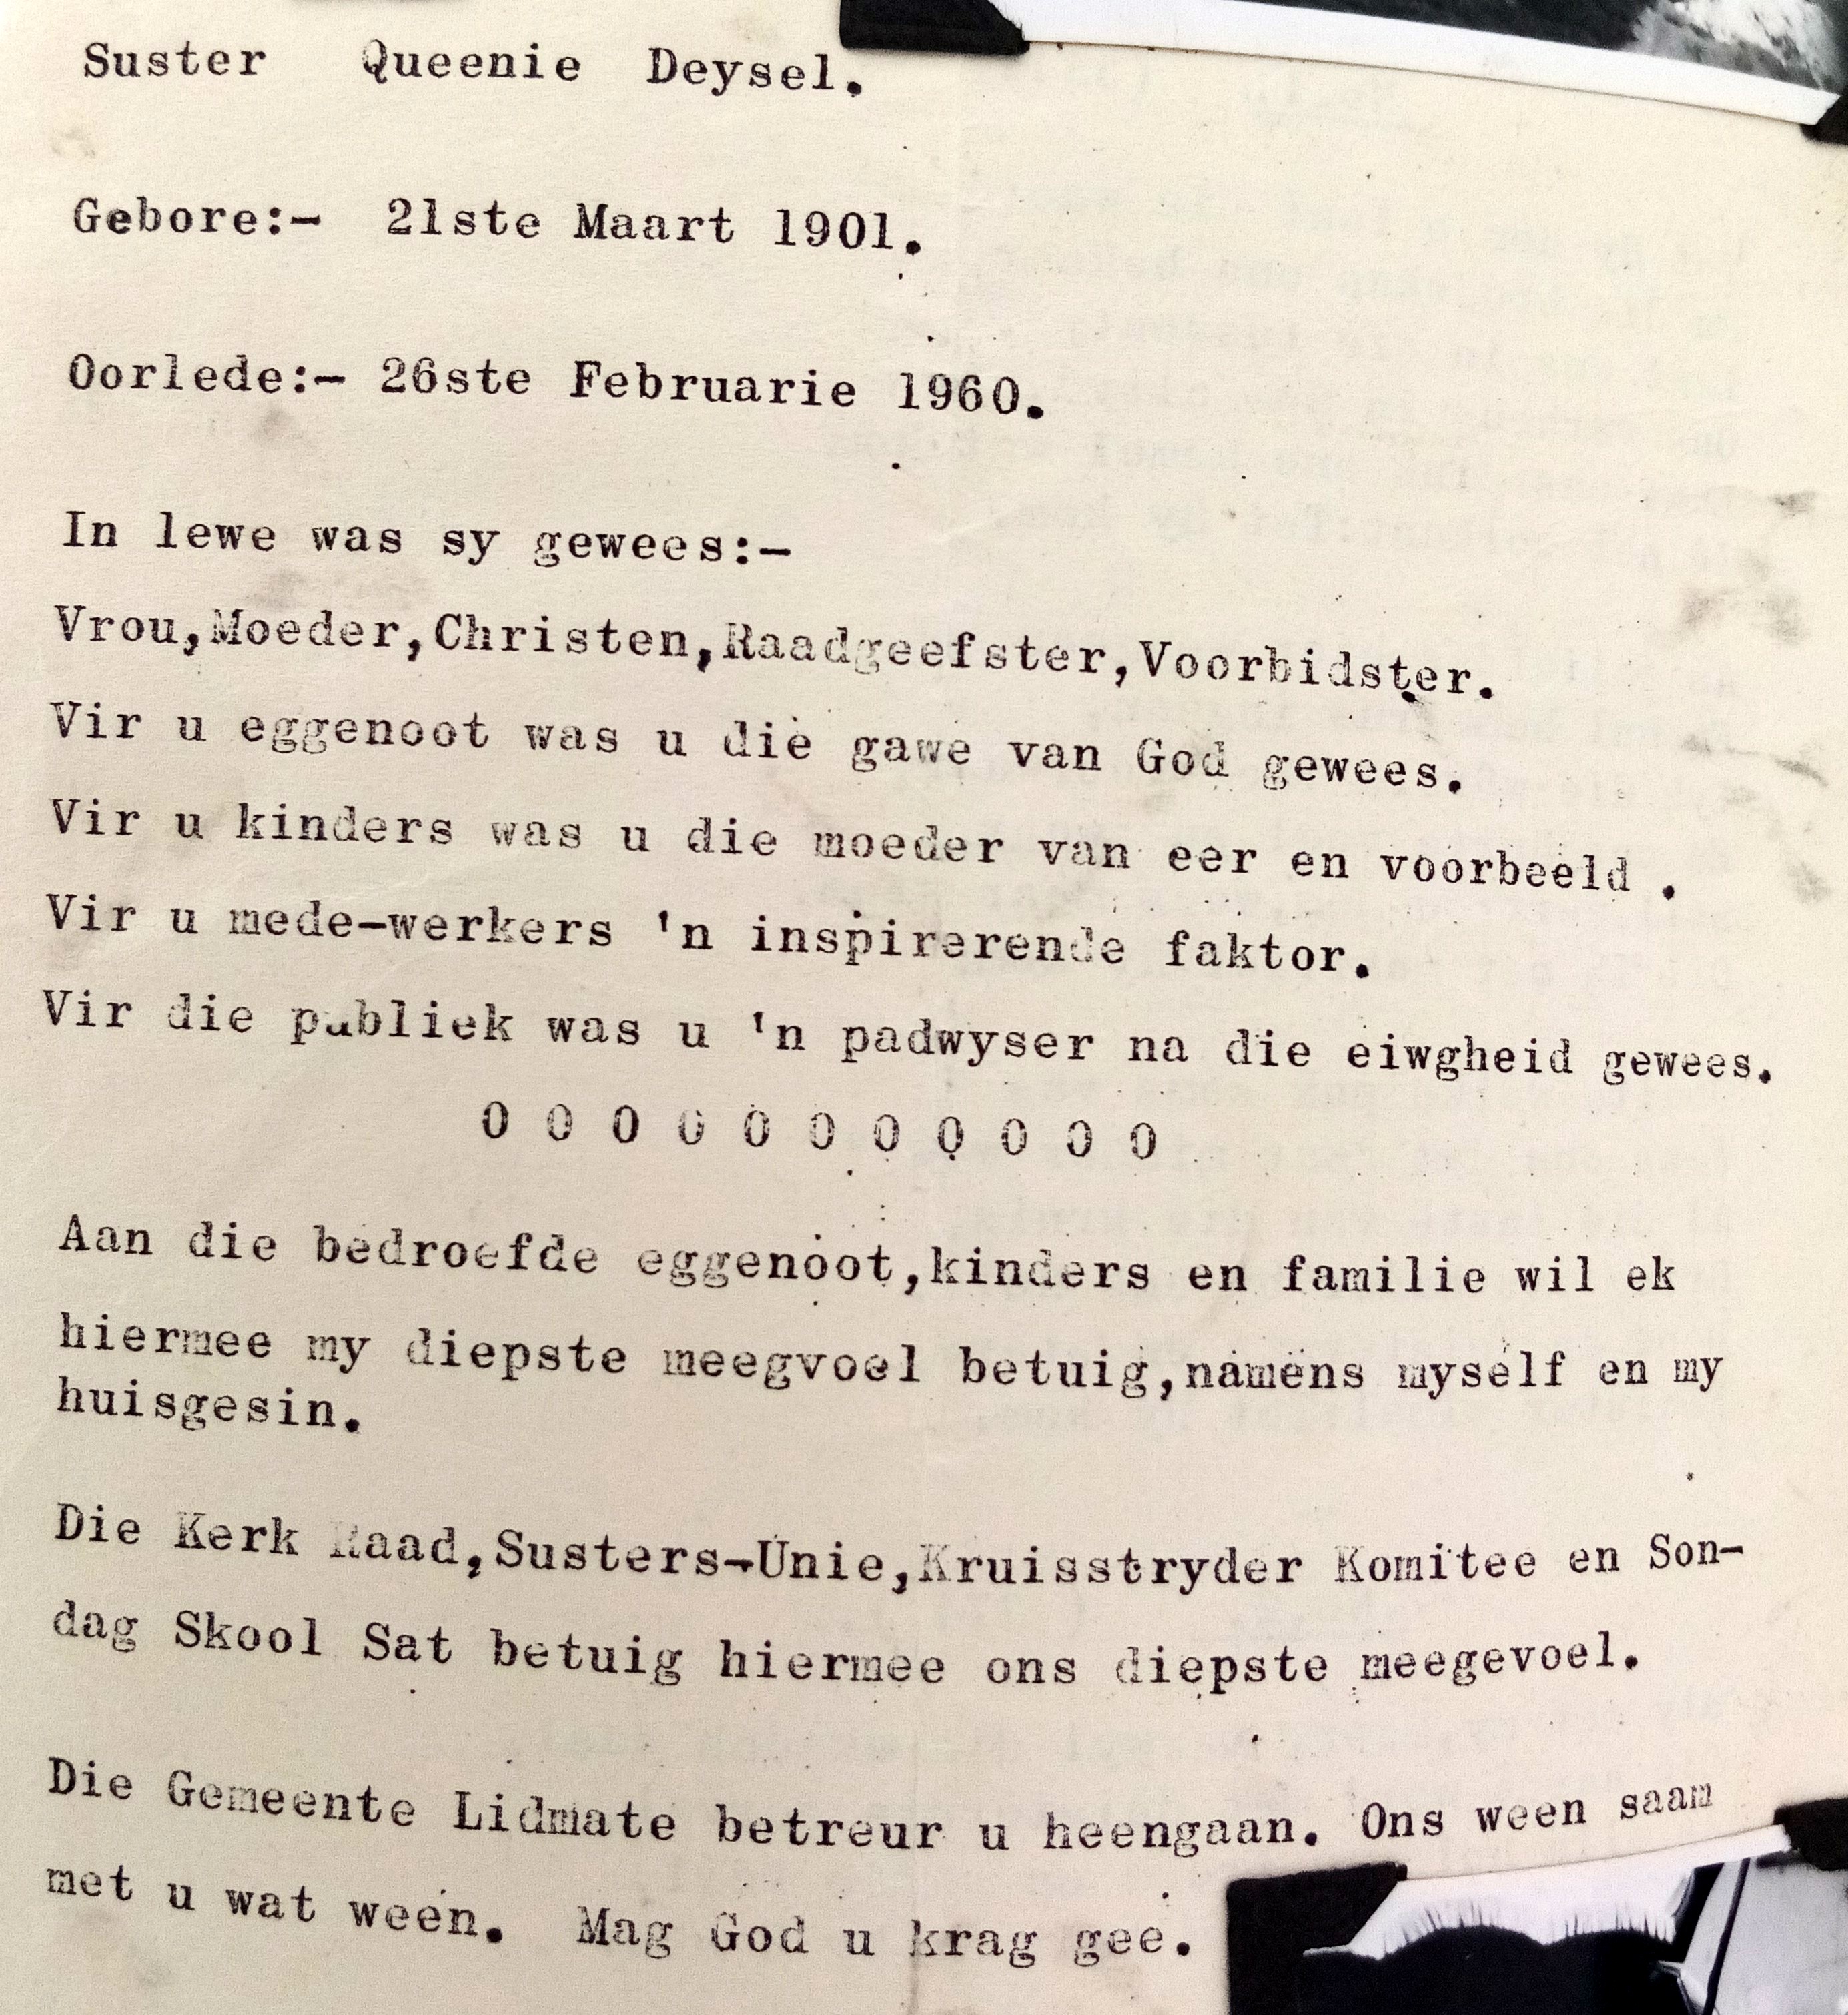 Suster Queenie Deysel.
Gebore:- 21ste Maart 1901.
Oorlede:- 26ste Februarie 1960.
In lewe was sy gewees:-
Vrou,Moeder,Christen,Raadgeefster,Voorbidster.
Vir u eggenoot was u die gawe van God gewees.
Vir u kinders was u die moeder van eer en voorbeeld .
Vir u mede-werkers 'n inspirerende faktor.
Vir die publiek was u 'n padwyser na die eiwgheid gewees.
0 0 0 0 0 0 0 0 0 0 0
Aan die bedroefde eggenoot,kinders en familie wil ek
hiermee my diepste meegvoel betuig,namens myself en my
huisgesin.
Die Kerk Raad,Susters-Unie,Kruisstryder Komitee en Son-
dag Skool Sat betuig hiermee ons diepste meegevoel.
Die Gemeente Lidmate betreur u heengaan. Ons ween saam
met u wat ween. Mag God u krag gee.